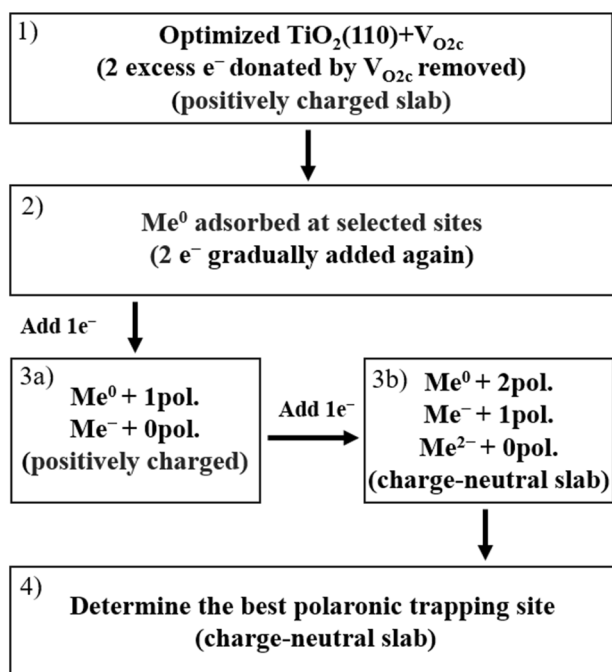 1)
Optimized TiO₂(110)+V_O2c
(2 excess e⁻ donated by V_O2c removed)
(positively charged slab)
2)
Me⁰ adsorbed at selected sites
(2 e⁻ gradually added again)
Add 1e⁻
3a)
Me⁰ + 1pol.
Me⁻ + 0pol.
(positively charged)
Add 1e⁻
3b)
Me⁰ + 2pol.
Me⁻ + 1pol.
Me²⁻ + 0pol.
(charge-neutral slab)
4)
Determine the best polaronic trapping site
(charge-neutral slab)